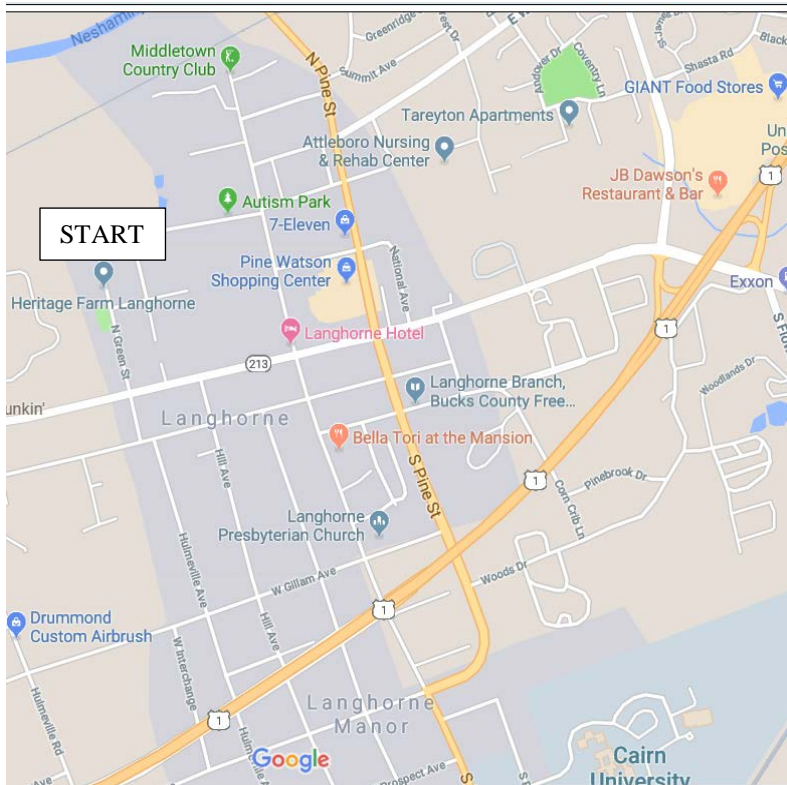 Neshaminy
Middletown
Country Club
N Pine St
Greenridge
Summit Ave
Andover Dr
Coventry Ln
Shasta Rd
GIANT Food Stores
Tareyton Apartments
Attleboro Nursing
& Rehab Center
1
JB Dawson's
Restaurant & Bar
Autism Park
START
7-Eleven
Pine Watson
Shopping Center
National Ave
Heritage Farm Langhorne
Exxon
N Green St
Langhorne Hotel
1
213
Langhorne Branch,
Bucks County Free...
Woodlands Dr
unkin'
Langhorne
Bella Tori at the Mansion
Hill Ave
S Pine St
Pinebrook Dr
1
Corn Crib Ln
Langhorne
Presbyterian Church
Hulmeville Ave
W Gillam Ave
Woods Dr
1
Drummond
Custom Airbrush
W Interchange
Hill Ave
Hulmeville Rd
Langhorne
Manor
1
Google
Prospect Ave
Cairn
University